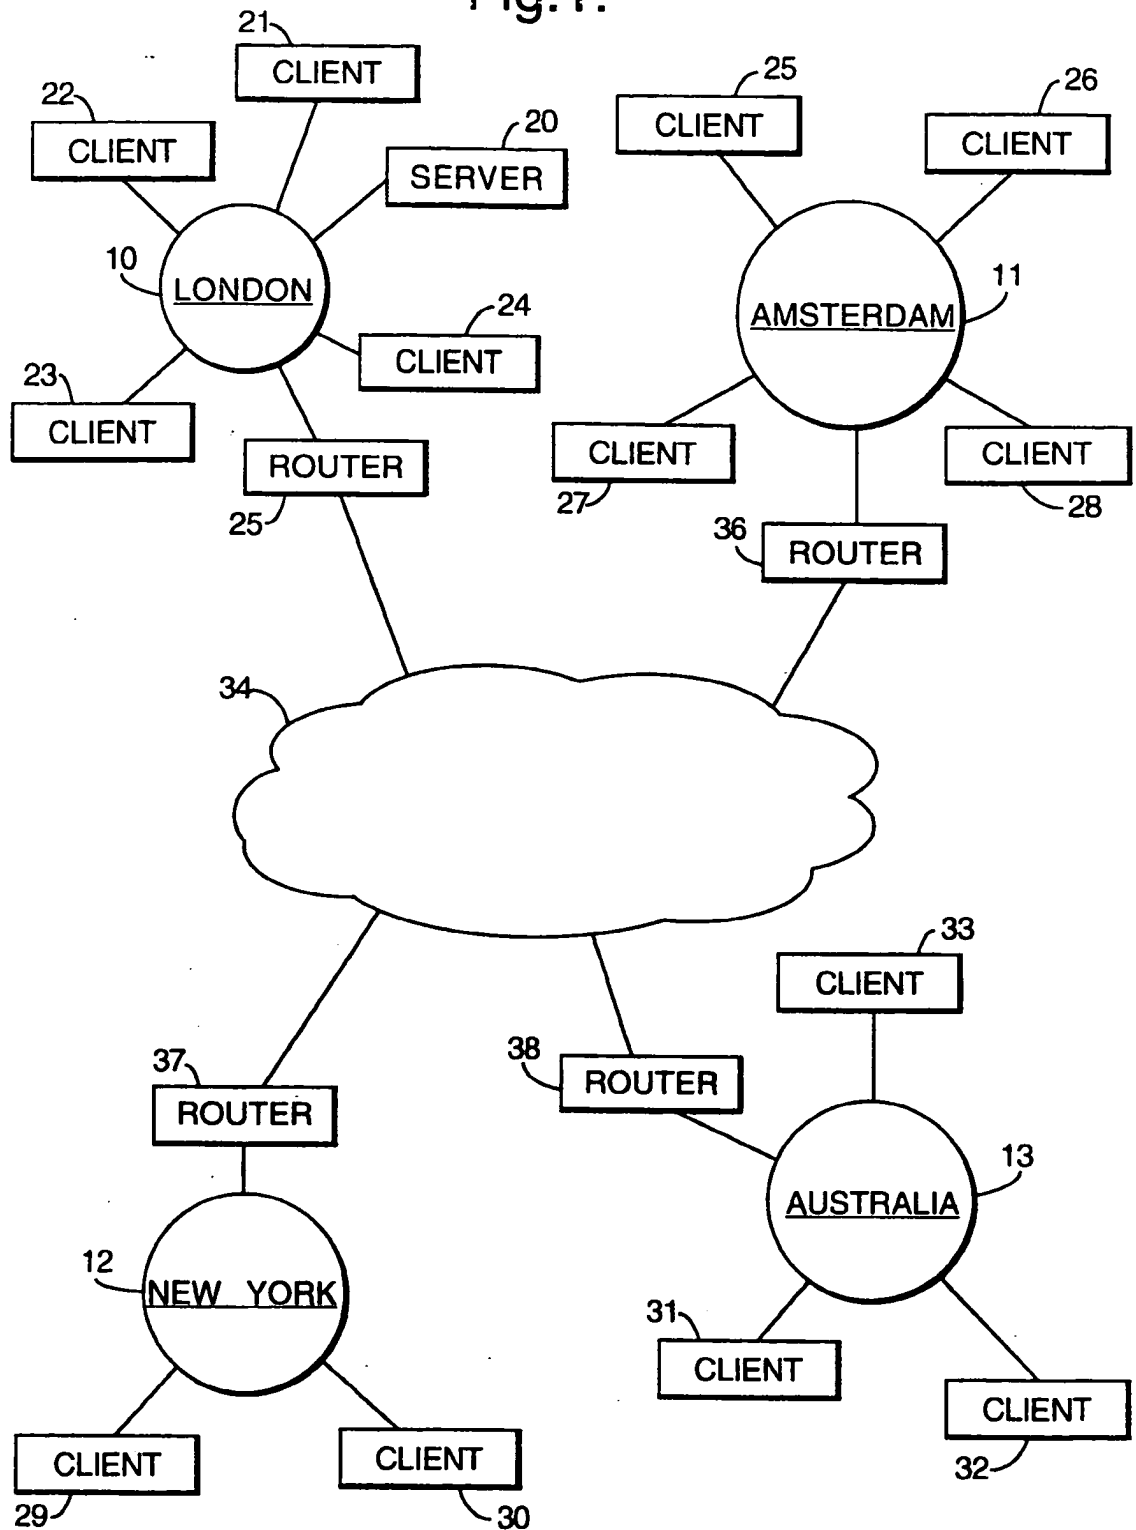 Fig.1.
21
CLIENT
22
CLIENT
20
SERVER
10
LONDON
24
CLIENT
23
CLIENT
ROUTER
25
25
CLIENT
26
CLIENT
11
AMSTERDAM
CLIENT
27
CLIENT
28
36
ROUTER
34
33
CLIENT
37
ROUTER
38
ROUTER
13
AUSTRALIA
12
NEW YORK
31
CLIENT
CLIENT
32
CLIENT
29
CLIENT
30